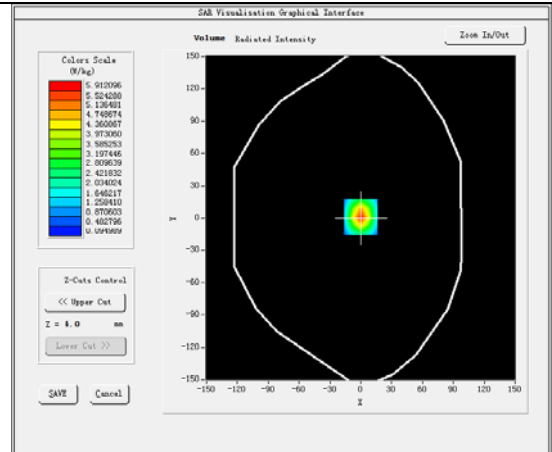 SAR Visualisation Graphical Interface
Volume Radiated Intensity
Zoom In/Out
Colors Scale
(W/kg)
5.912096
5.524288
5.136481
4.748674
4.360867
3.973060
3.585253
3.197446
2.809639
2.421832
2.034024
1.646217
1.258410
0.870603
0.482796
0.094989
Z-Cuts Control
<< Upper Cut
Z = 4.0 mm
Lower Cut >>
SAVE
Cancel
150
120
90
60
30
0
-30
-60
-90
-120
-150
Y
-150 -120 -90 -60 -30 0 30 60 90 120 150
X